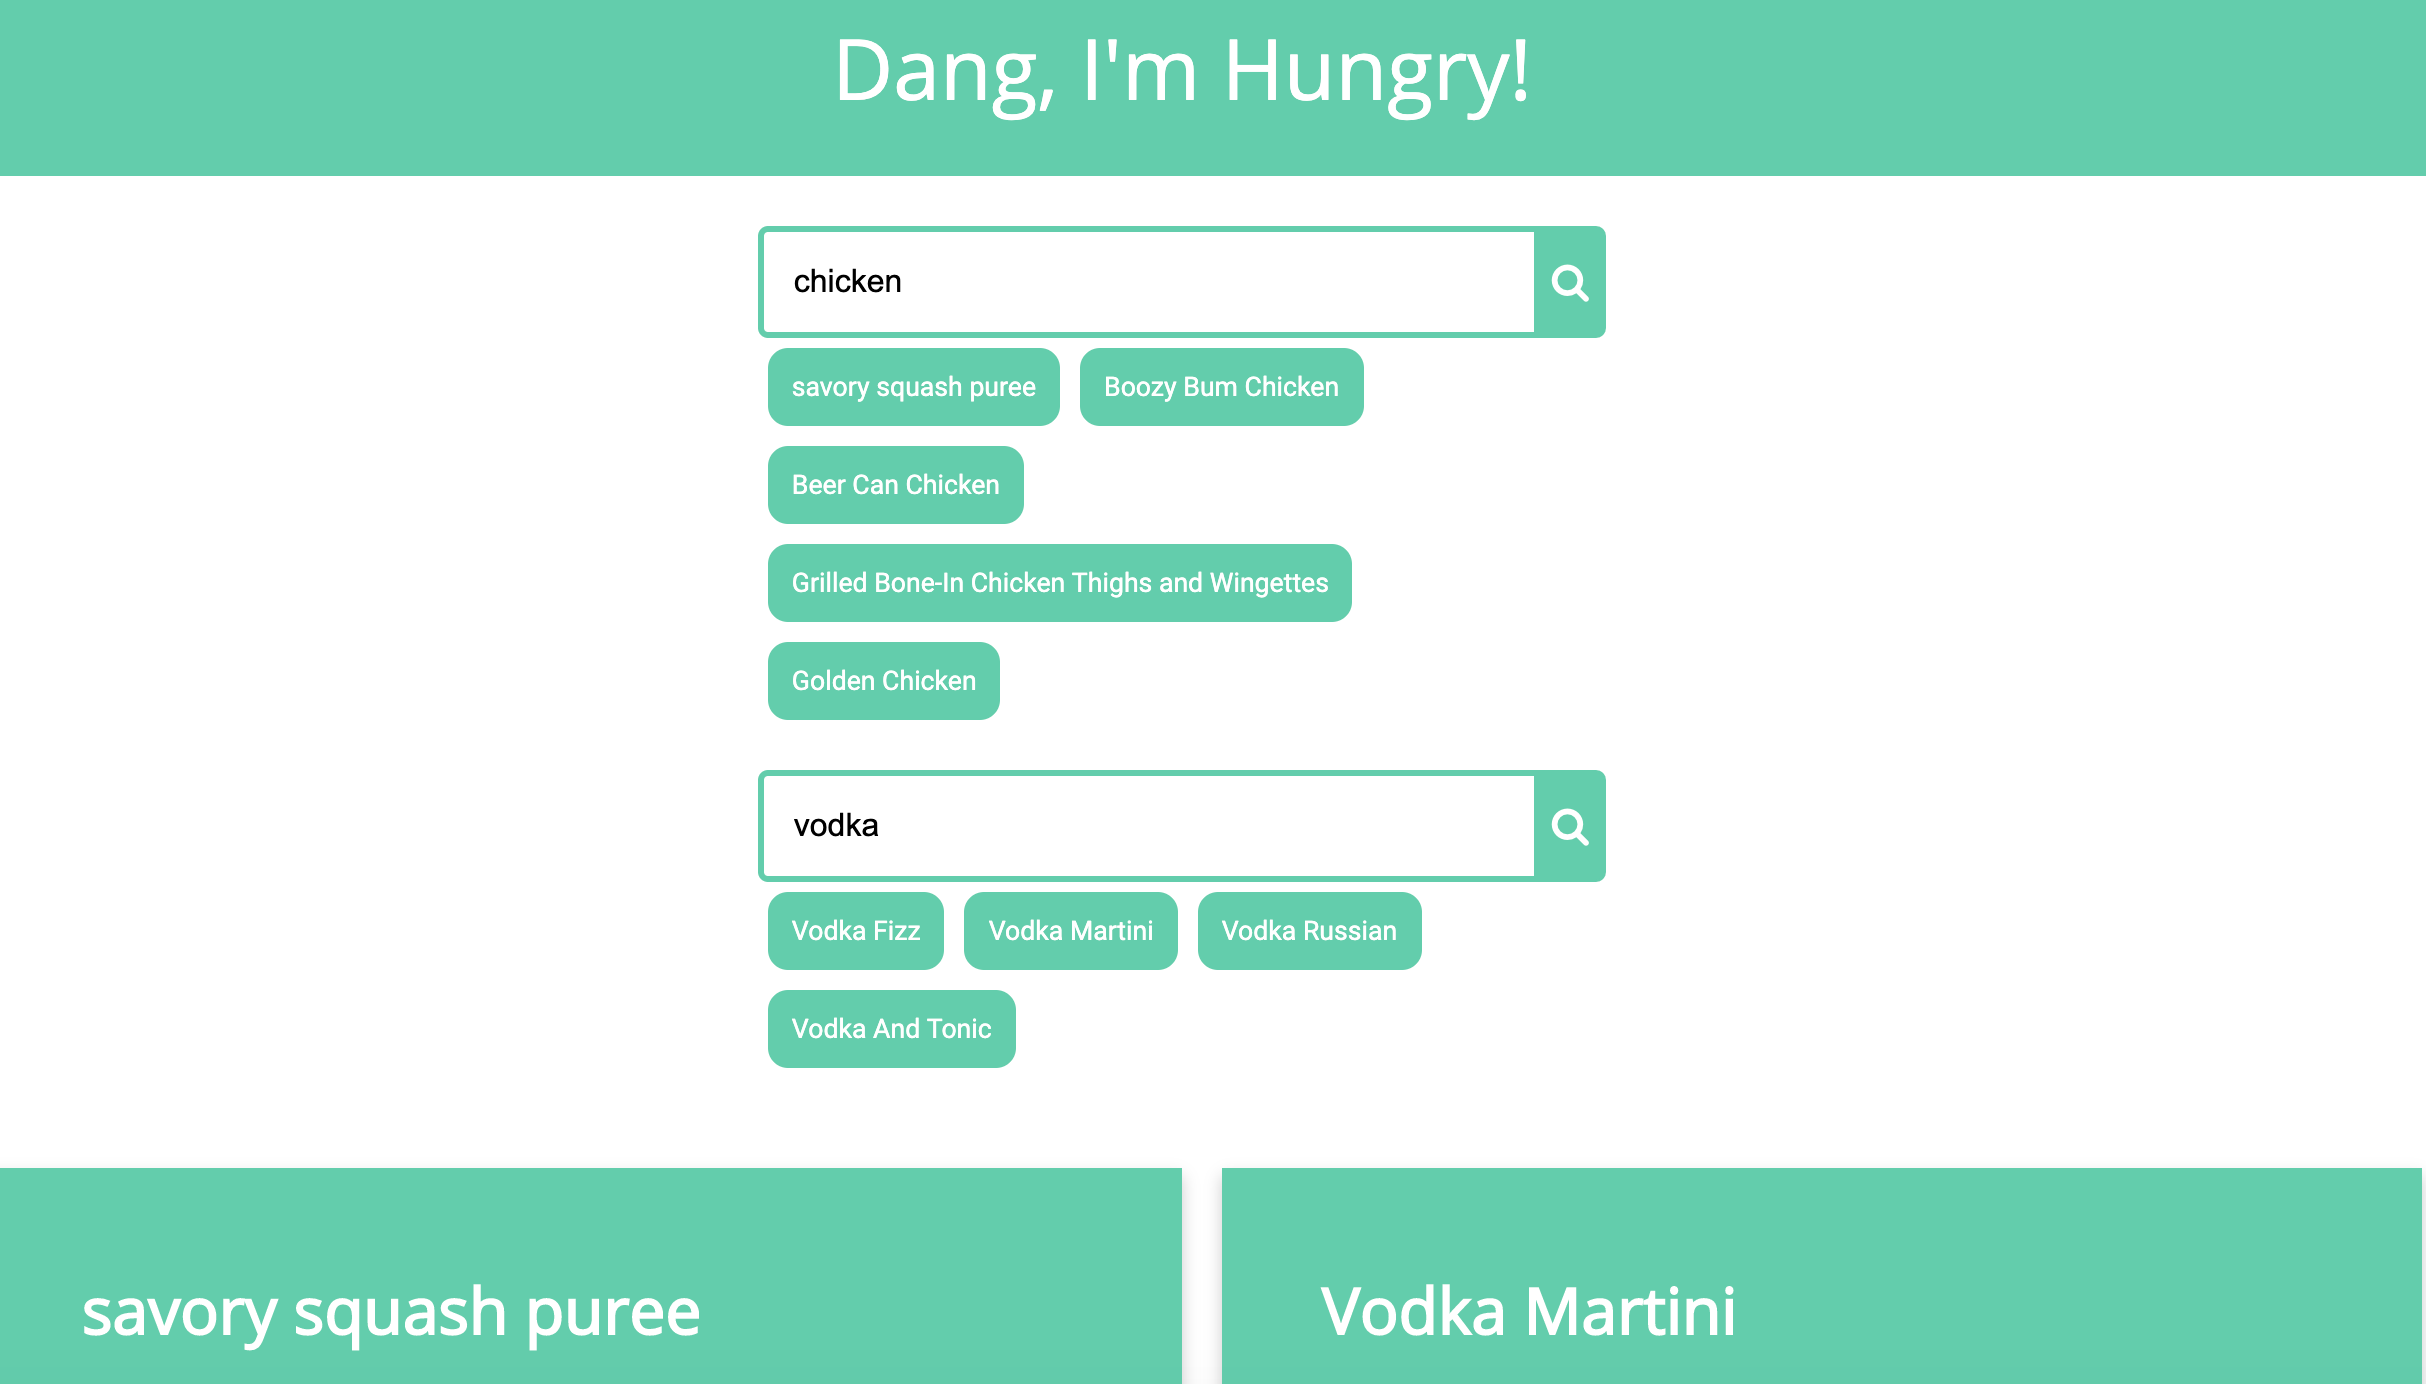 Dang, I'm Hungry!
chicken
savory squash puree Boozy Bum Chicken
Beer Can Chicken
Grilled Bone-In Chicken Thighs and Wingettes
Golden Chicken
vodka
Vodka Fizz Vodka Martini Vodka Russian
Vodka And Tonic
savory squash puree
Vodka Martini